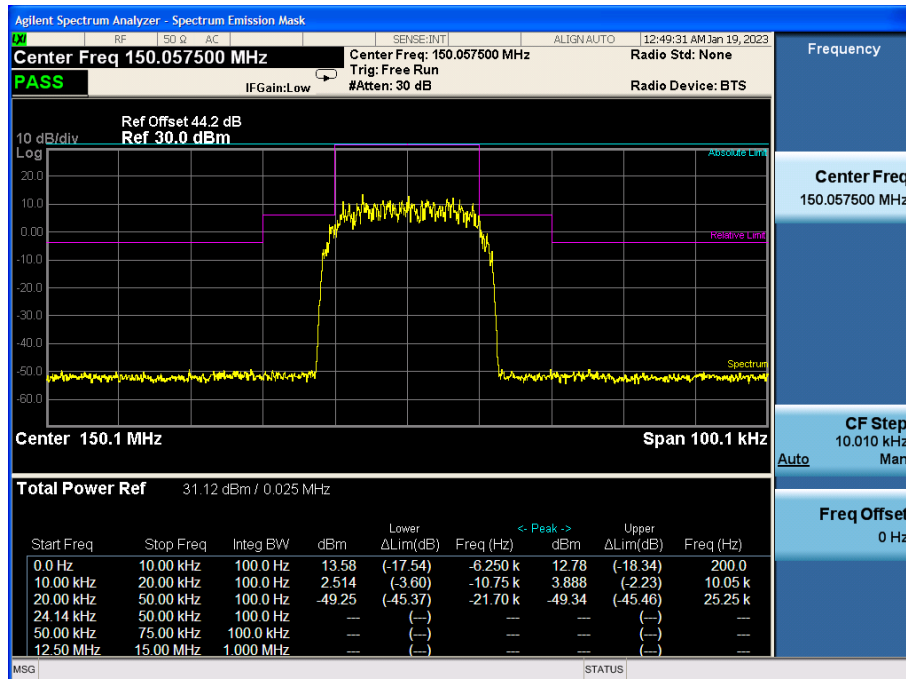 Agilent Spectrum Analyzer - Spectrum Emission Mask
LXI RF 50 Ω AC SENSE:INT ALIGN AUTO 12:49:31 AM Jan 19, 2023
Center Freq 150.057500 MHz
Center Freq: 150.057500 MHz
Radio Std: None
Trig: Free Run
PASS
IFGain:Low
#Atten: 30 dB
Radio Device: BTS
Ref Offset 44.2 dB
10 dB/div Ref 30.0 dBm
Log
Absolute Limit
20.0
10.0
0.00
Relative Limit
-10.0
-20.0
-30.0
-40.0
Spectrum
-50.0
-60.0
Center 150.1 MHz Span 100.1 kHz
Total Power Ref 31.12 dBm / 0.025 MHz
Lower <- Peak -> Upper
Start Freq Stop Freq Integ BW dBm ΔLim(dB) Freq (Hz) dBm ΔLim(dB) Freq (Hz)
0.0 Hz 10.00 kHz 100.0 Hz 13.58 (-17.54) -6.250 k 12.78 (-18.34) 200.0
10.00 kHz 20.00 kHz 100.0 Hz 2.514 (-3.60) -10.75 k 3.888 (-2.23) 10.05 k
20.00 kHz 50.00 kHz 100.0 Hz -49.25 (-45.37) -21.70 k -49.34 (-45.46) 25.25 k
24.14 kHz 50.00 kHz 100.0 Hz --- (---) --- --- (---) ---
50.00 kHz 75.00 kHz 100.0 kHz --- (---) --- --- (---) ---
12.50 MHz 15.00 MHz 1.000 MHz --- (---) --- --- (---) ---
MSG STATUS
Frequency
Center Freq
150.057500 MHz
CF Step
10.010 kHz
Auto Man
Freq Offset
0 Hz